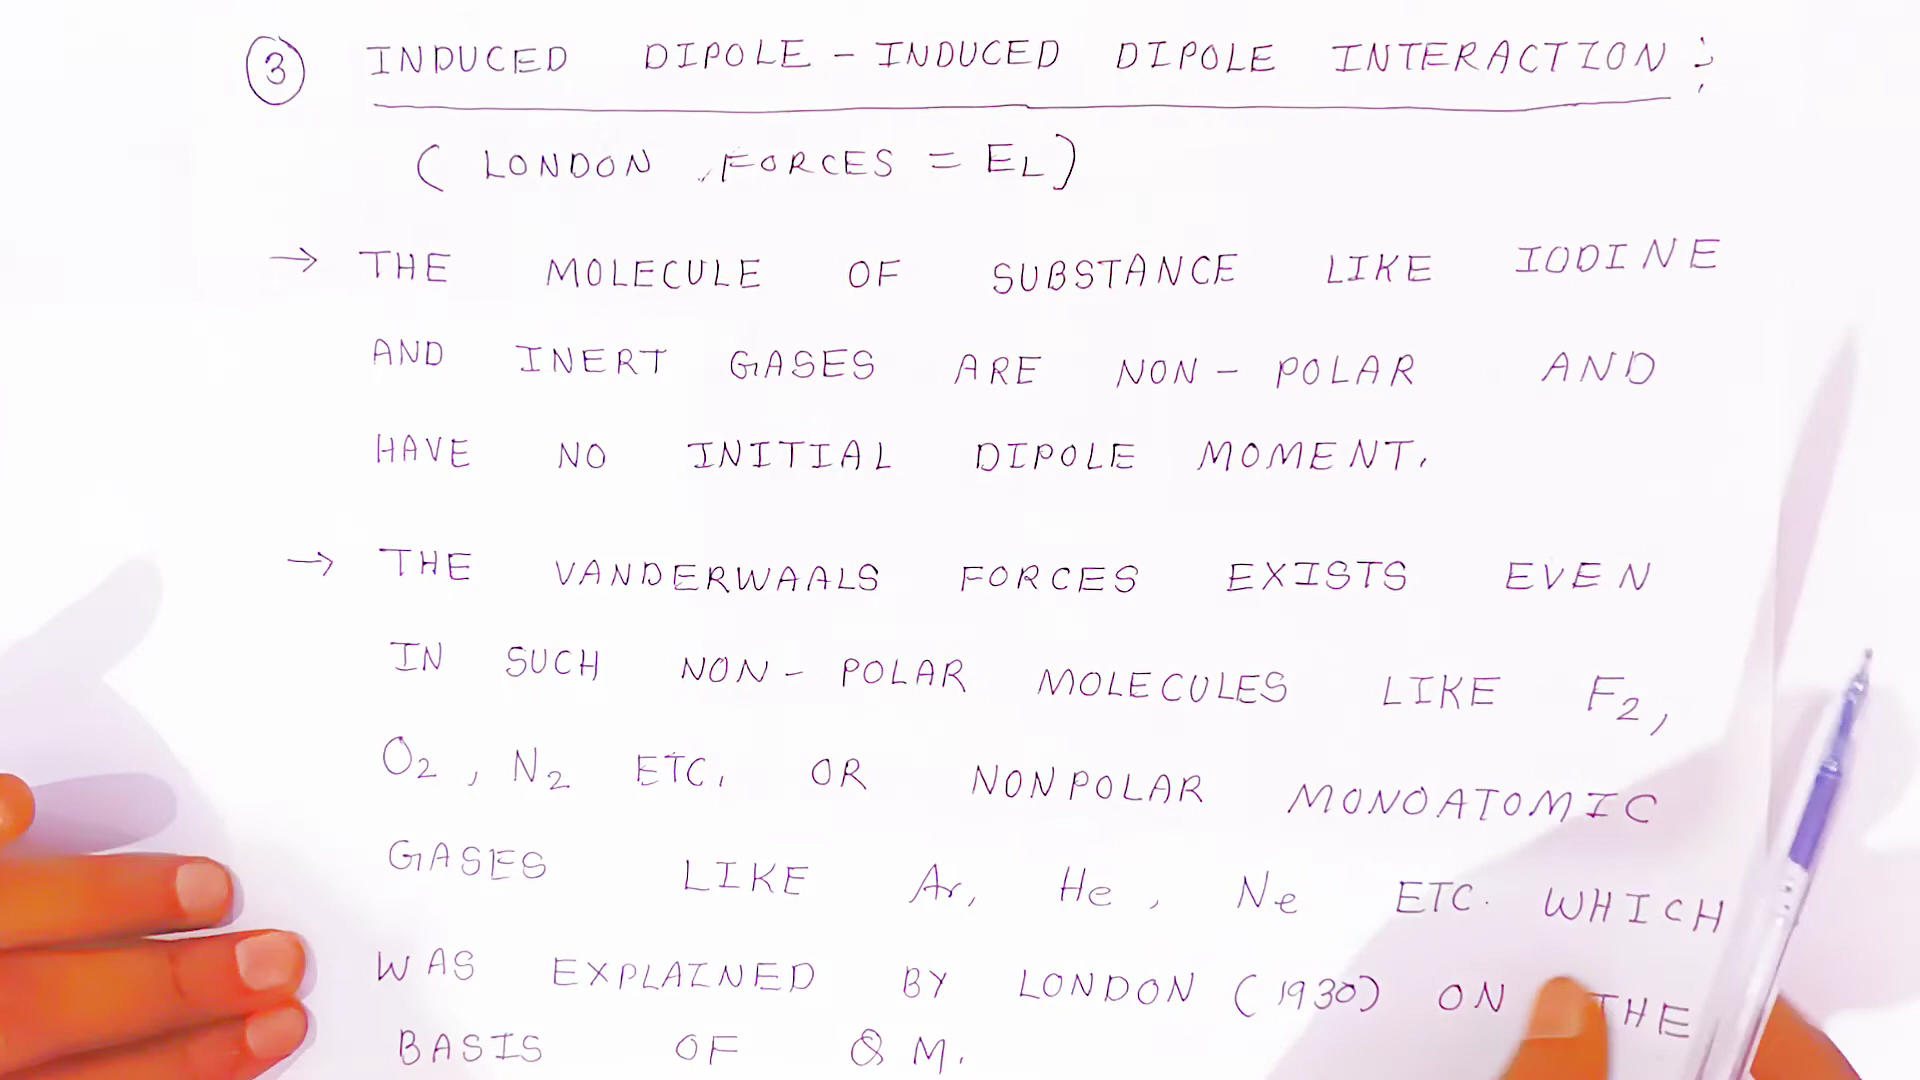 3 INDUCED DIPOLE - INDUCED DIPOLE INTERACTION :
( LONDON FORCES = EL )
→ THE MOLECULE OF SUBSTANCE LIKE IODINE
AND INERT GASES ARE NON - POLAR AND
HAVE NO INITIAL DIPOLE MOMENT.
→ THE VANDERWAALS FORCES EXISTS EVEN
IN SUCH NON - POLAR MOLECULES LIKE F2,
O2, N2 ETC. OR NONPOLAR MONOATOMIC
GASES LIKE Ar, He, Ne ETC. WHICH
WAS EXPLAINED BY LONDON (1930) ON THE
BASIS OF QM.